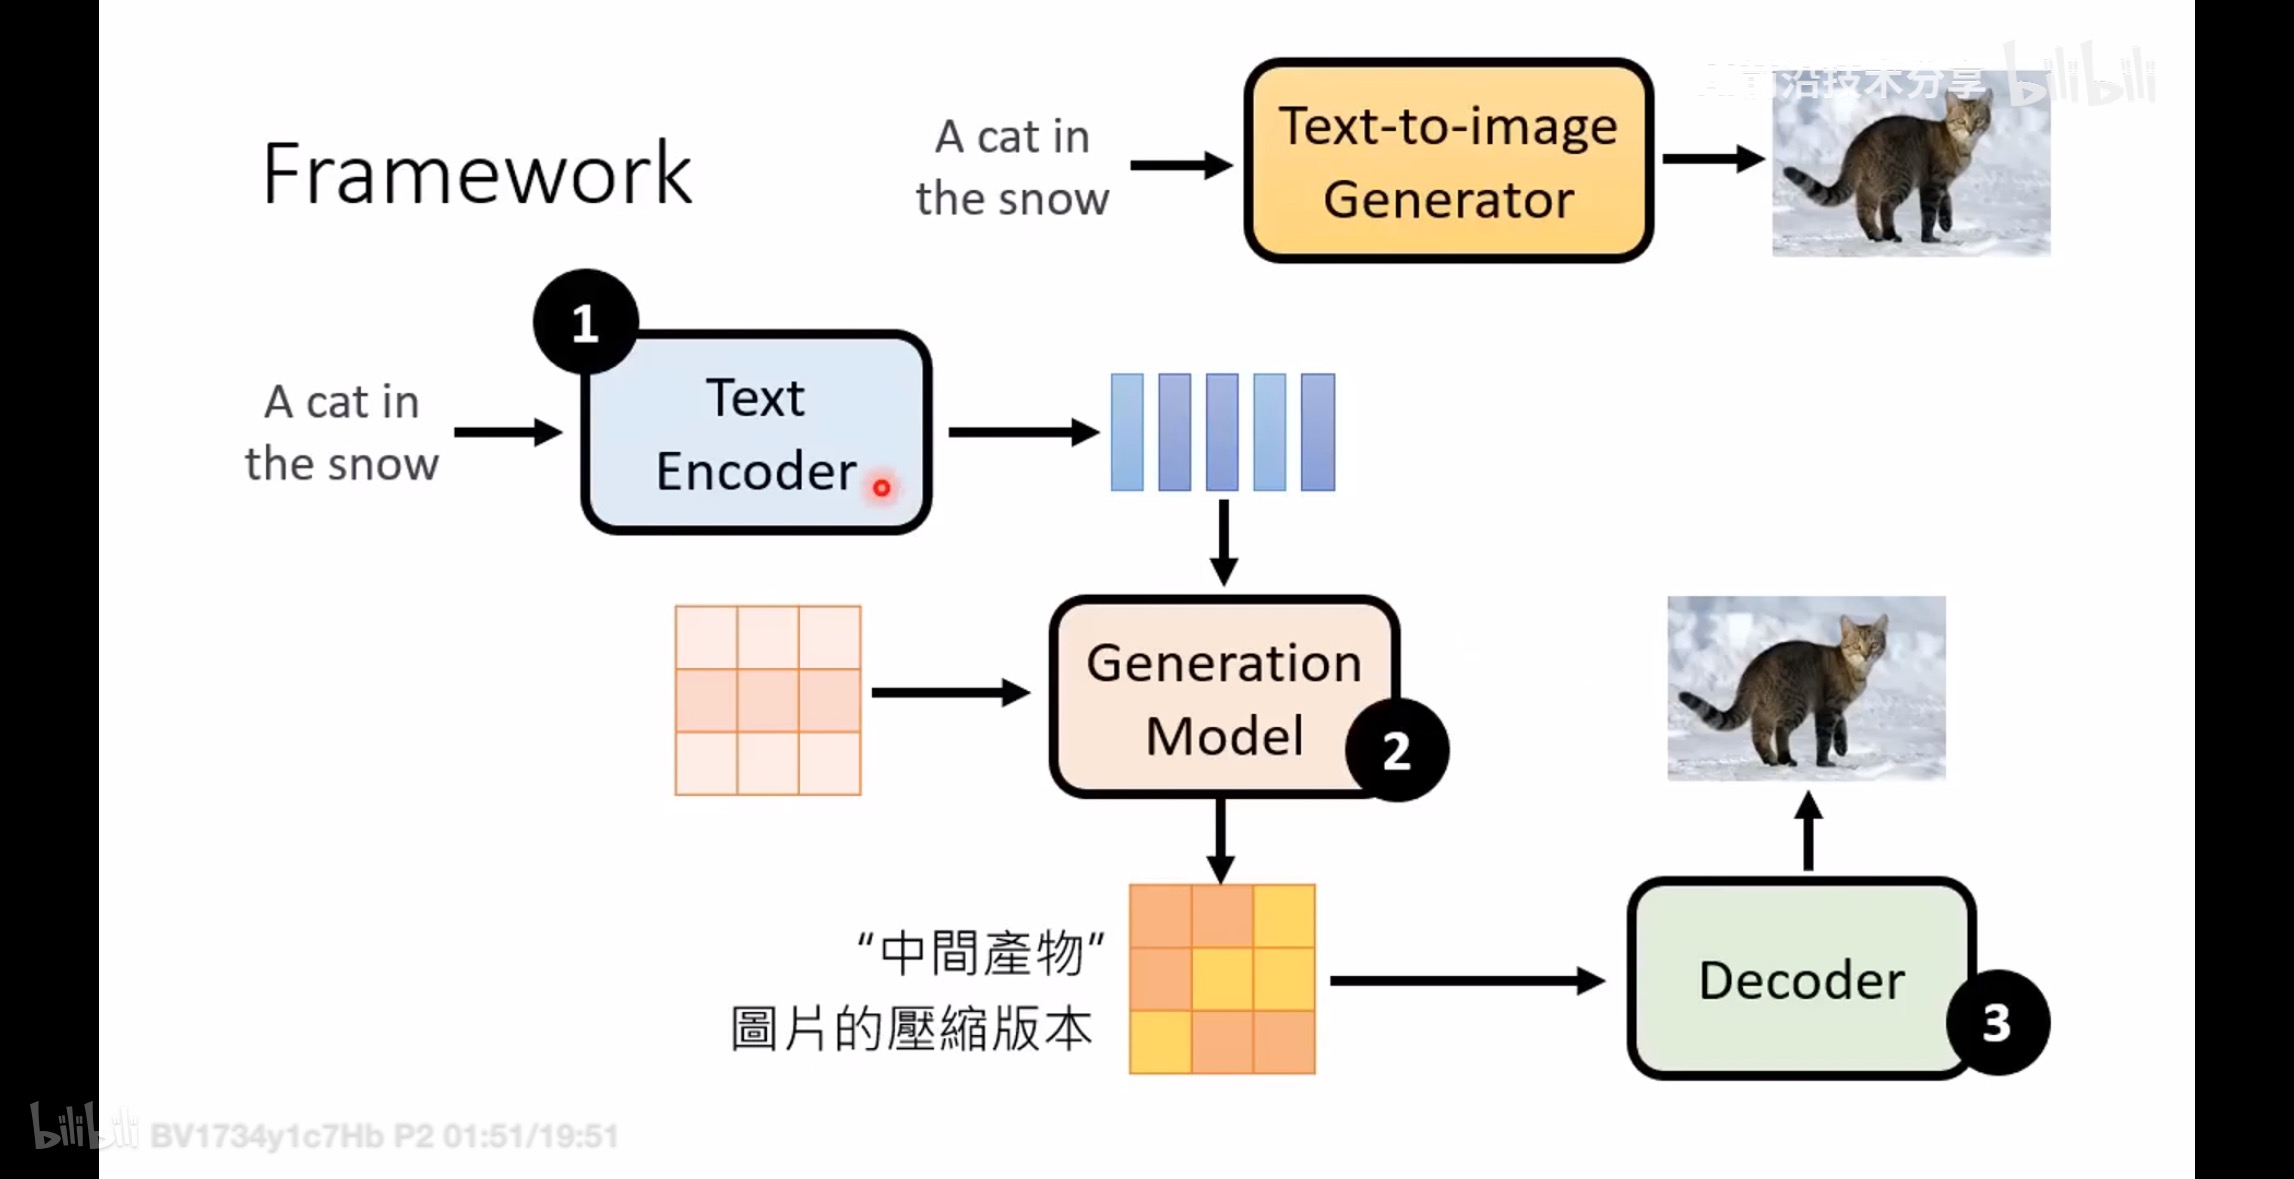 Framework
A cat in
the snow
Text-to-image
Generator
前沿技术分享
bilibili
1
A cat in
the snow
Text
Encoder
Generation
Model
2
“中間產物”
圖片的壓縮版本
Decoder
3
bilibili BV1734y1c7Hb P2 01:51/19:51